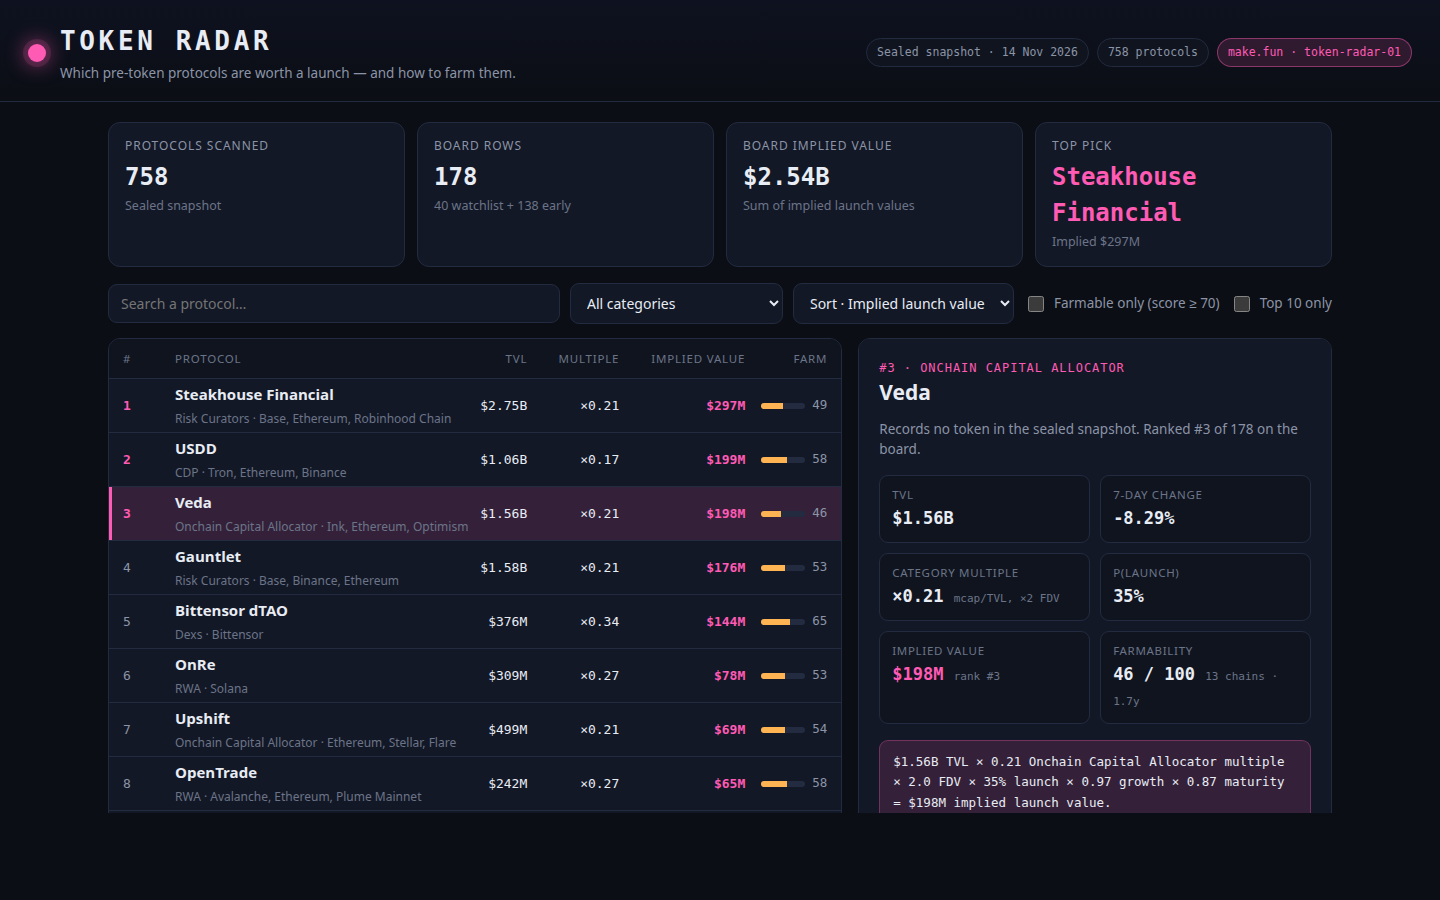 TOKEN RADAR
Which pre-token protocols are worth a launch — and how to farm them.
Sealed snapshot · 14 Nov 2026
758 protocols
make.fun · token-radar-01
PROTOCOLS SCANNED
758
Sealed snapshot
BOARD ROWS
178
40 watchlist + 138 early
BOARD IMPLIED VALUE
$2.54B
Sum of implied launch values
TOP PICK
Steakhouse
Financial
Implied $297M
Search a protocol...
All categories
Sort · Implied launch value
Farmable only (score ≥ 70)
Top 10 only
# PROTOCOL TVL MULTIPLE IMPLIED VALUE FARM
1 Steakhouse Financial $2.75B ×0.21 $297M 49
Risk Curators · Base, Ethereum, Robinhood Chain
2 USDD $1.06B ×0.17 $199M 58
CDP · Tron, Ethereum, Binance
3 Veda $1.56B ×0.21 $198M 46
Onchain Capital Allocator · Ink, Ethereum, Optimism
4 Gauntlet $1.58B ×0.21 $176M 53
Risk Curators · Base, Binance, Ethereum
5 Bittensor dTAO $376M ×0.34 $144M 65
Dexs · Bittensor
6 OnRe $309M ×0.27 $78M 53
RWA · Solana
7 Upshift $499M ×0.21 $69M 54
Onchain Capital Allocator · Ethereum, Stellar, Flare
8 OpenTrade $242M ×0.27 $65M 58
RWA · Avalanche, Ethereum, Plume Mainnet
#3 · ONCHAIN CAPITAL ALLOCATOR
Veda
Records no token in the sealed snapshot. Ranked #3 of 178 on the
board.
TVL
$1.56B
7-DAY CHANGE
-8.29%
CATEGORY MULTIPLE
×0.21 mcap/TVL, ×2 FDV
P(LAUNCH)
35%
IMPLIED VALUE
$198M rank #3
FARMABILITY
46 / 100 13 chains ·
1.7y
$1.56B TVL × 0.21 Onchain Capital Allocator multiple
× 2.0 FDV × 35% launch × 0.97 growth × 0.87 maturity
= $198M implied launch value.